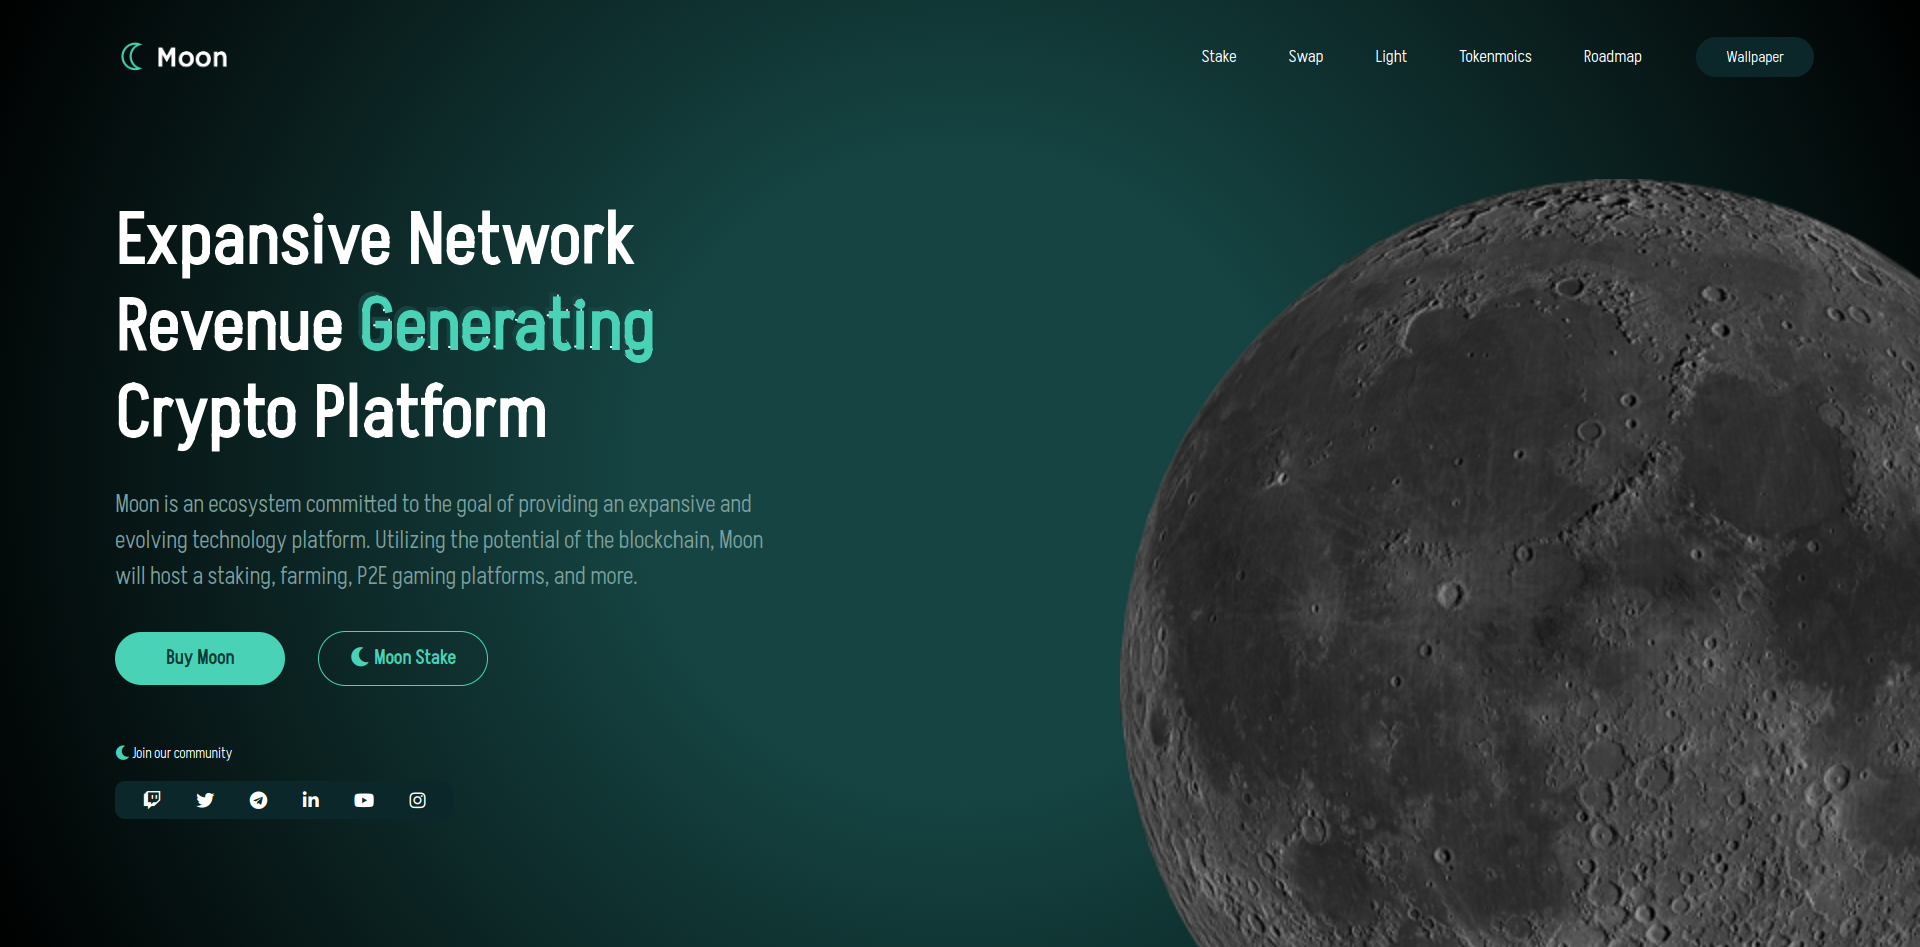 Moon
Stake
Swap
Light
Tokenmoics
Roadmap
Wallpaper
Expansive Network
Revenue Generating
Crypto Platform
Moon is an ecosystem committed to the goal of providing an expansive and
evolving technology platform. Utilizing the potential of the blockchain, Moon
will host a staking, farming, P2E gaming platforms, and more.
Buy Moon
Moon Stake
Join our community